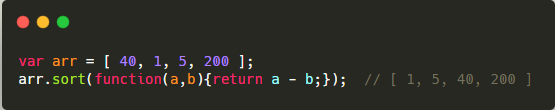 var arr = [ 40, 1, 5, 200 ];
arr.sort(function(a,b){return a - b;});  // [ 1, 5, 40, 200 ]